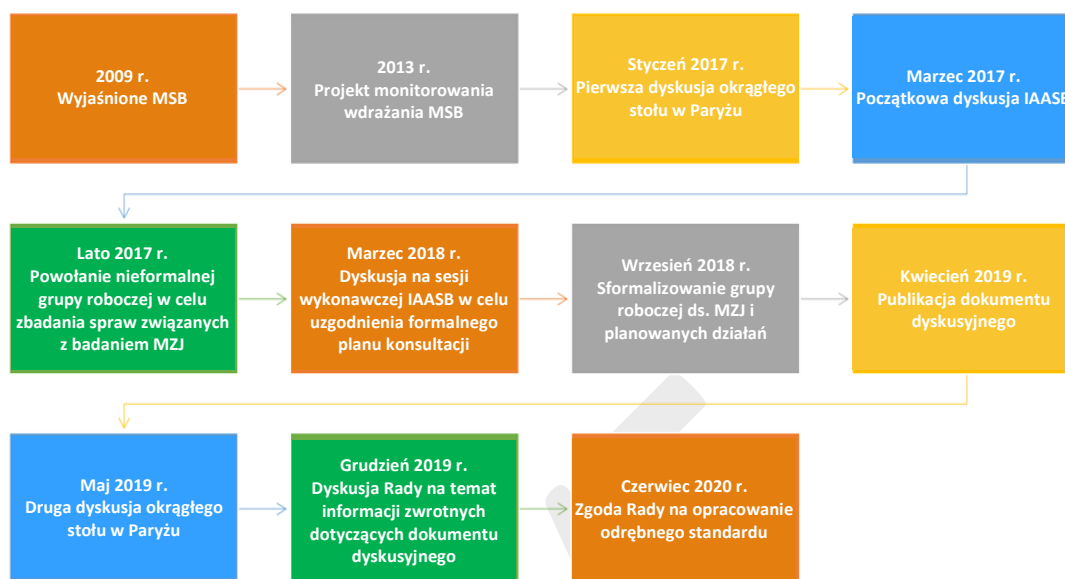 2009 r.
Wyjaśnione MSB
2013 r.
Projekt monitorowania
wdrażania MSB
Styczeń 2017 r.
Pierwsza dyskusja okrągłego
stołu w Paryżu
Marzec 2017 r.
Początkowa dyskusja IAASB
Lato 2017 r.
Powołanie nieformalnej
grupy roboczej w celu
zbadania spraw związanych
z badaniem MZJ
Marzec 2018 r.
Dyskusja na sesji
wykonawczej IAASB w celu
uzgodnienia formalnego
planu konsultacji
Wrzesień 2018 r.
Sformalizowanie grupy
roboczej ds. MZJ i
planowanych działań
Kwiecień 2019 r.
Publikacja dokumentu
dyskusyjnego
Maj 2019 r.
Druga dyskusja okrągłego
stołu w Paryżu
Grudzień 2019 r.
Dyskusja Rady na temat
informacji zwrotnych
dotyczących dokumentu
dyskusyjnego
Czerwiec 2020 r.
Zgoda Rady na opracowanie
odrębnego standardu